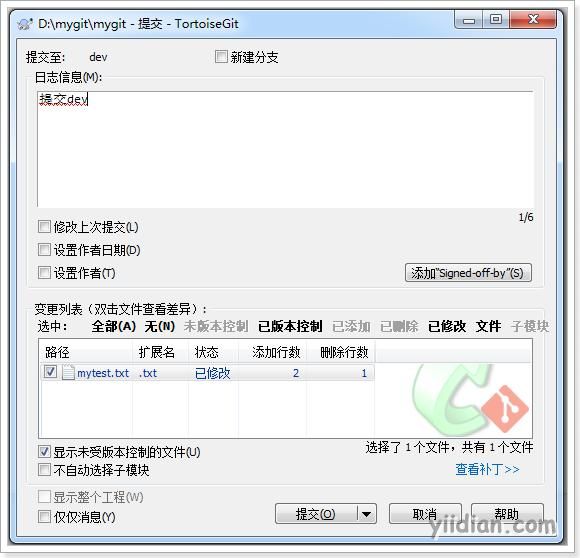 D:\mygit\mygit - 提交 - TortoiseGit
提交至: dev 新建分支
日志信息(M):
提交dev
1/6
修改上次提交(L)
设置作者日期(D)
设置作者(T) 添加"Signed-off-by"(S)
变更列表（双击文件查看差异）:
选中: 全部(A) 无(N) 未版本控制 已版本控制 已添加 已删除 已修改 文件 子模块
路径 扩展名 状态 添加行数 删除行数
mytest.txt .txt 已修改 2 1
显示未受版本控制的文件(U) 选择了 1 个文件，共有 1 个文件
不自动选择子模块 查看补丁>>
显示整个工程(W)
仅仅消息(Y) 提交(O) 取消 帮助
yiidian.com